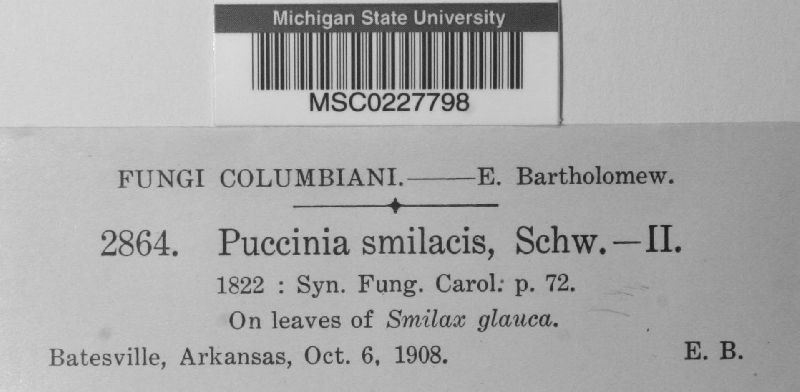 Michigan State University
MSC0227798
FUNGI COLUMBIANI.——E. Bartholomew.
2864. Puccinia smilacis, Schw.—II.
1822 : Syn. Fung. Carol: p. 72.
On leaves of Smilax glauca.
Batesville, Arkansas, Oct. 6, 1908. E. B.